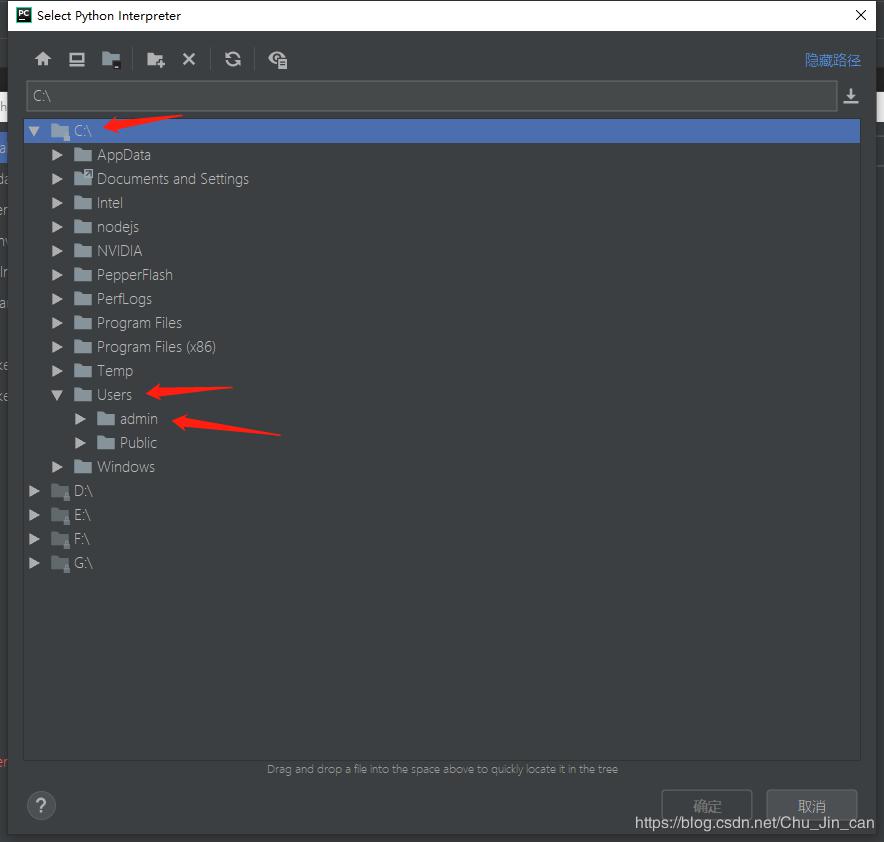 PC Select Python Interpreter
隐藏路径
C:\
C:\
AppData
Documents and Settings
Intel
nodejs
NVIDIA
PepperFlash
PerfLogs
Program Files
Program Files (x86)
Temp
Users
admin
Public
Windows
D:\
E:\
F:\
G:\
Drag and drop a file into the space above to quickly locate it in the tree
?
确定
取消
https://blog.csdn.net/Chu_Jin_can